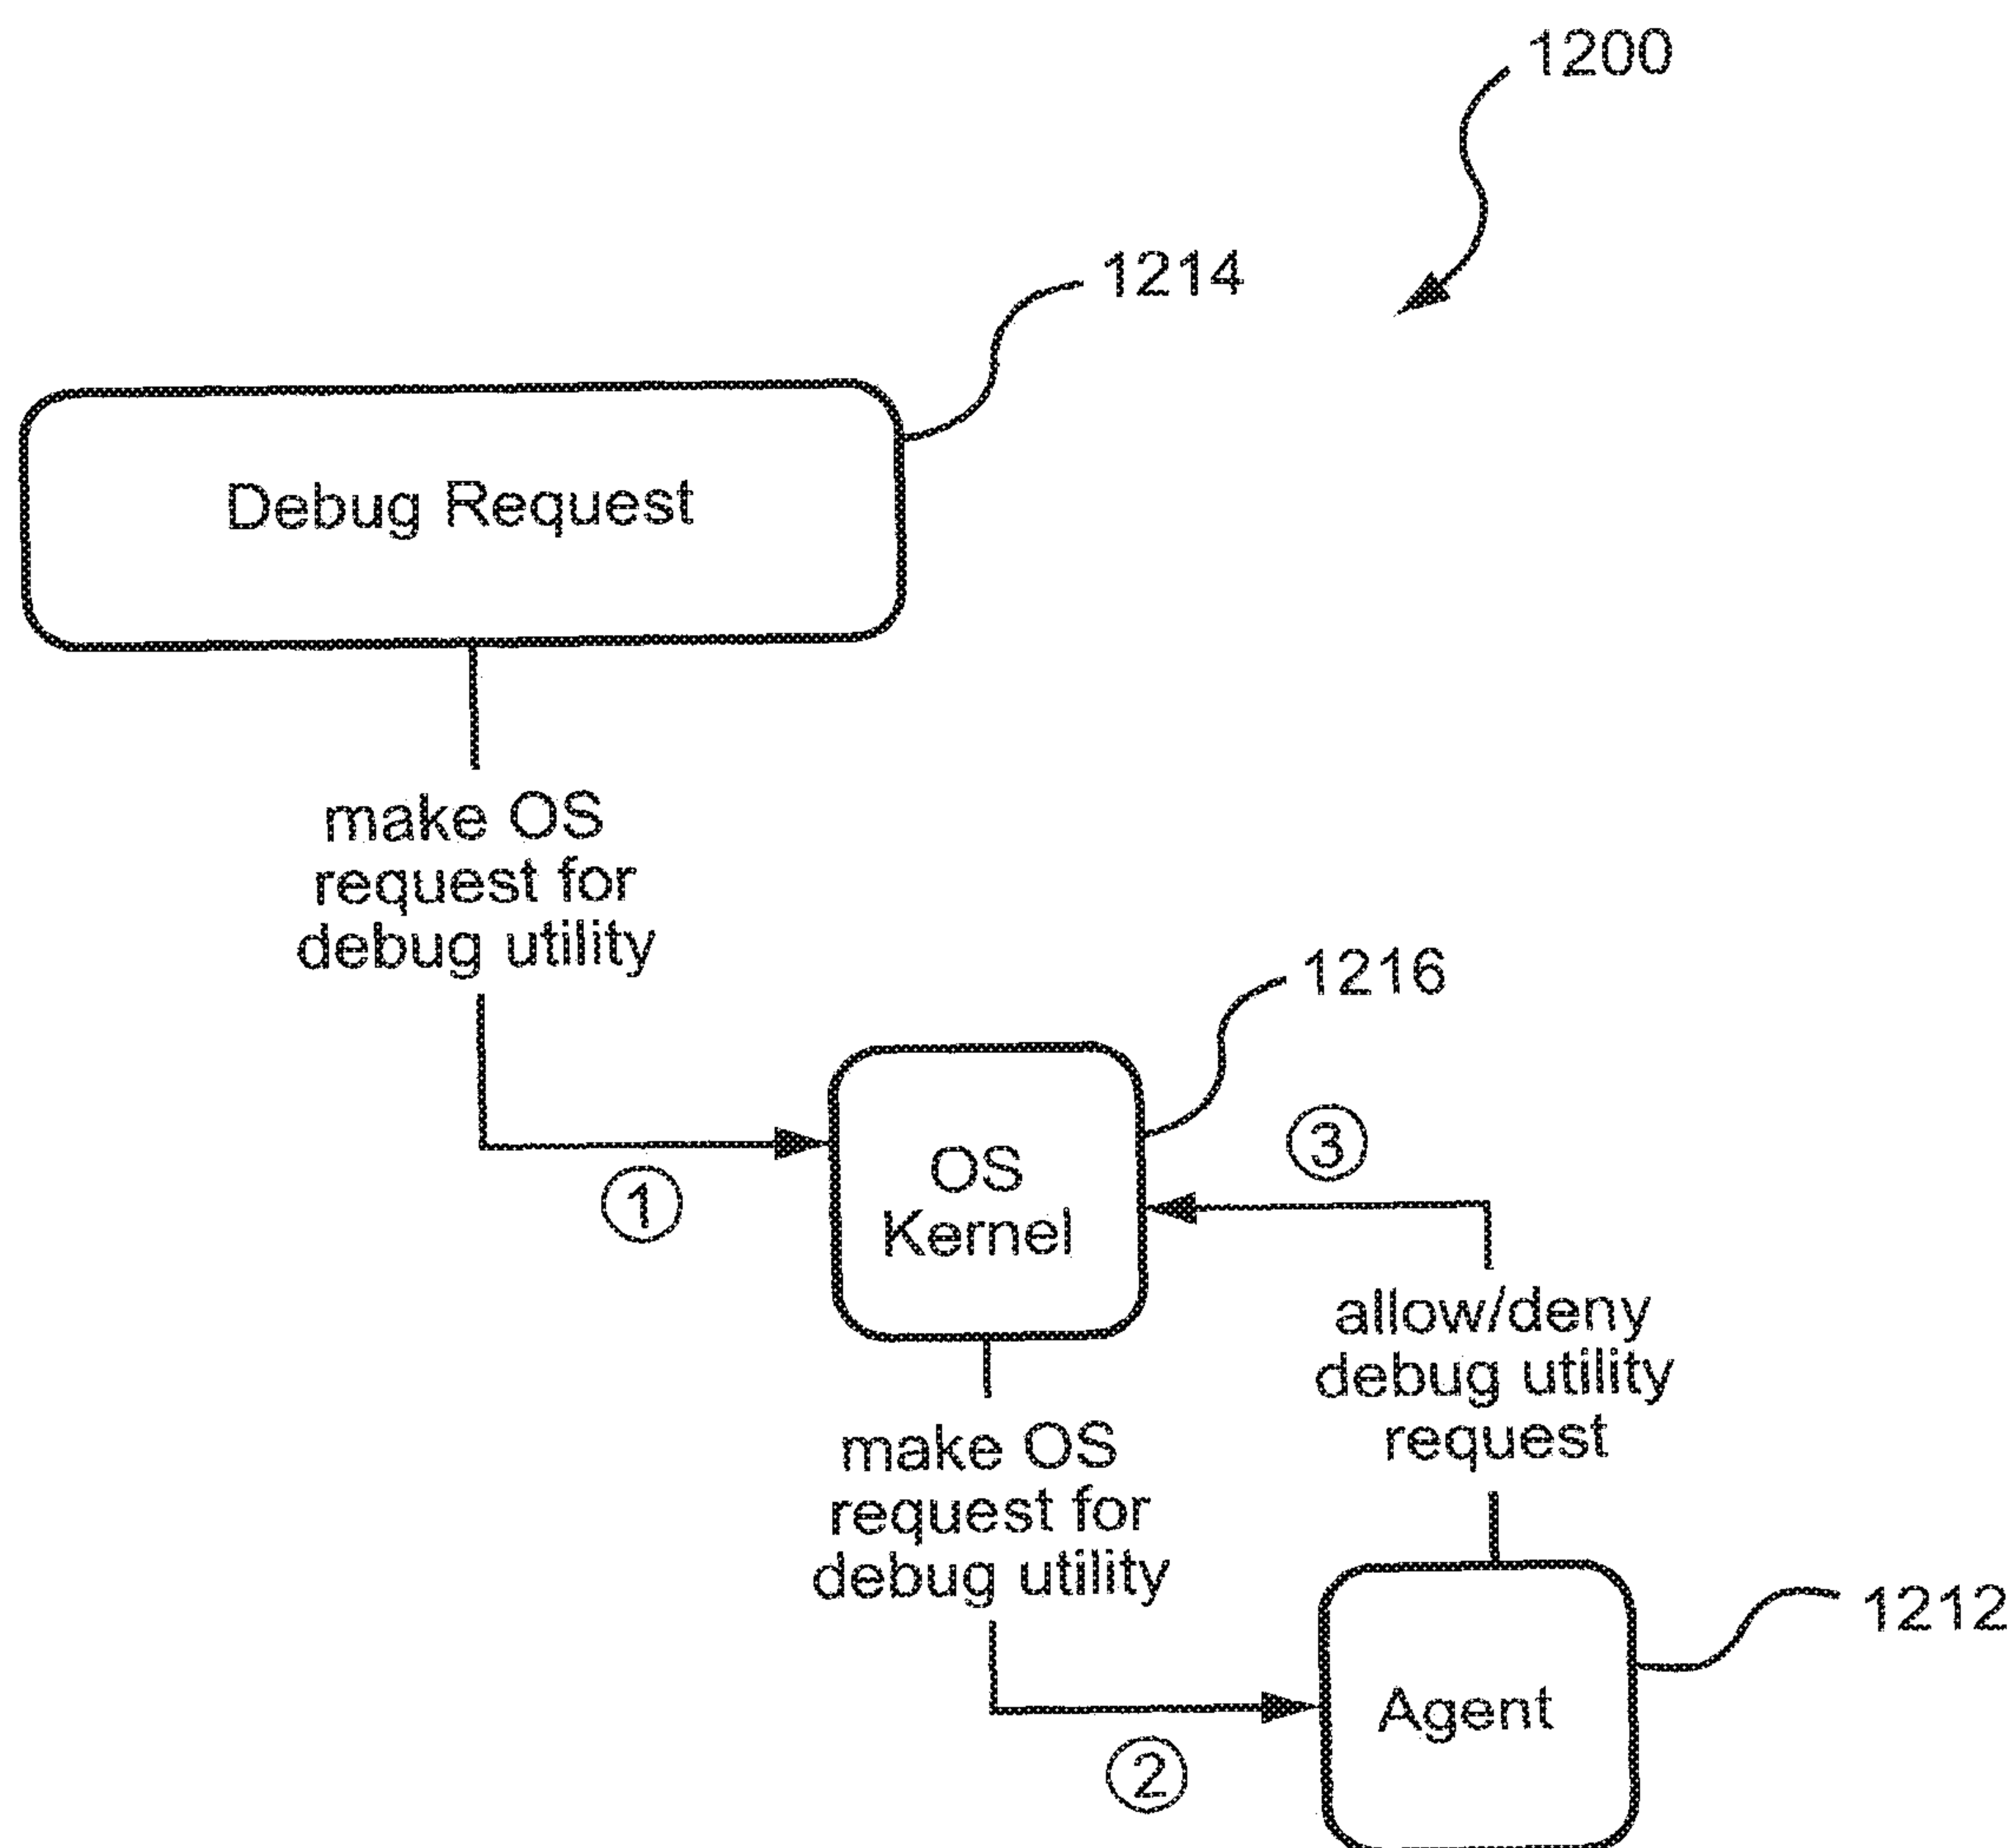 1200
1214
Debug Request
make OS
request for
debug utility
1216
OS
Kernel
1
3
allow/deny
debug utility
request
make OS
request for
debug utility
1212
Agent
2